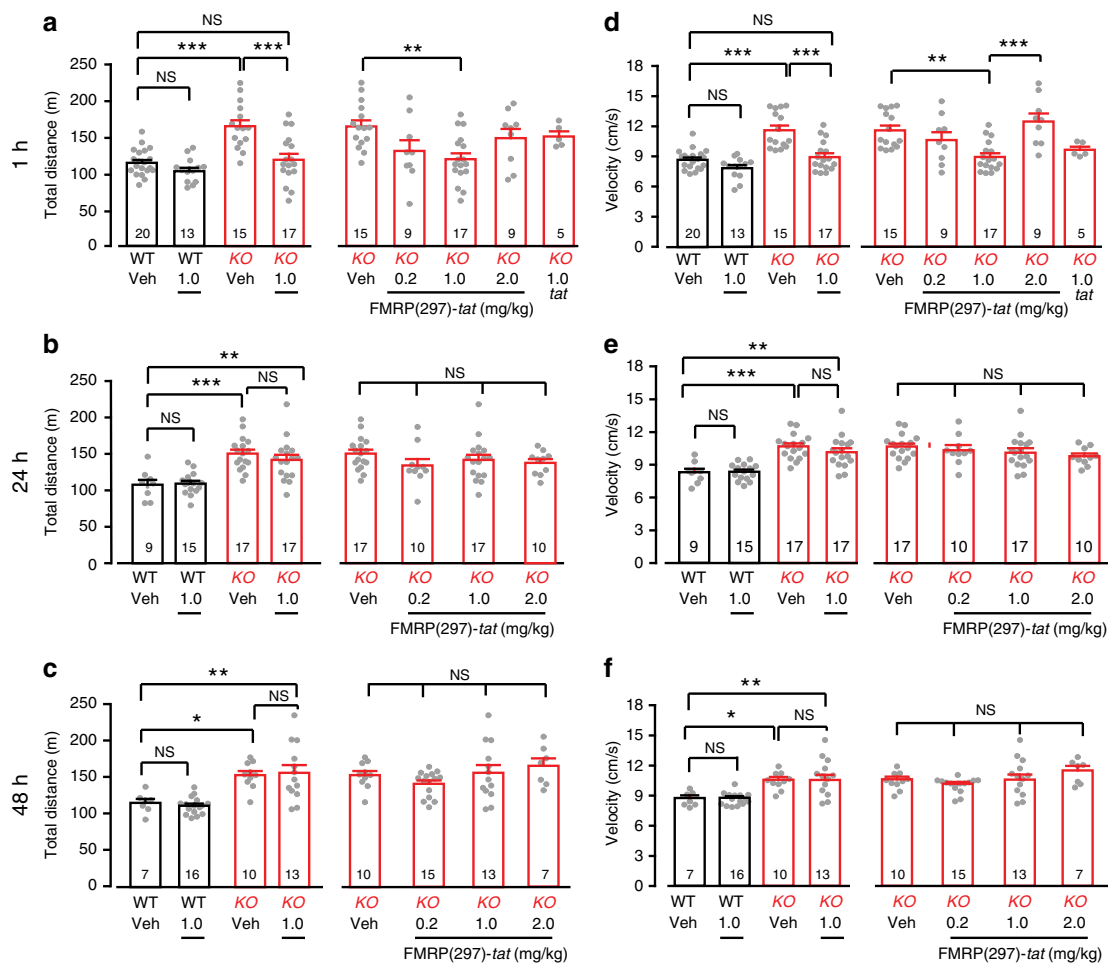 a
1 h
Total distance (m)
250
200
150
100
50
0
NS
*** ***
NS
**
20 13 15 17 15 9 17 9 5
WT WT KO KO KO KO KO KO KO
Veh 1.0 Veh 1.0 Veh 0.2 1.0 2.0 1.0
tat
FMRP(297)-tat (mg/kg)
d
Velocity (cm/s)
18
15
12
9
6
3
0
NS
*** ***
NS
** ***
20 13 15 17 15 9 17 9 5
WT WT KO KO KO KO KO KO KO
Veh 1.0 Veh 1.0 Veh 0.2 1.0 2.0 1.0
tat
FMRP(297)-tat (mg/kg)
b
24 h
Total distance (m)
250
200
150
100
50
0
**
*** NS
NS
NS
9 15 17 17 17 10 17 10
WT WT KO KO KO KO KO KO
Veh 1.0 Veh 1.0 Veh 0.2 1.0 2.0
FMRP(297)-tat (mg/kg)
e
Velocity (cm/s)
18
15
12
9
6
3
0
**
*** NS
NS
NS
9 15 17 17 17 10 17 10
WT WT KO KO KO KO KO KO
Veh 1.0 Veh 1.0 Veh 0.2 1.0 2.0
FMRP(297)-tat (mg/kg)
c
48 h
Total distance (m)
250
200
150
100
50
0
**
NS
*
NS
NS
7 16 10 13 10 15 13 7
WT WT KO KO KO KO KO KO
Veh 1.0 Veh 1.0 Veh 0.2 1.0 2.0
FMRP(297)-tat (mg/kg)
f
Velocity (cm/s)
18
15
12
9
6
3
0
**
* NS
NS
NS
7 16 10 13 10 15 13 7
WT WT KO KO KO KO KO KO
Veh 1.0 Veh 1.0 Veh 0.2 1.0 2.0
FMRP(297)-tat (mg/kg)